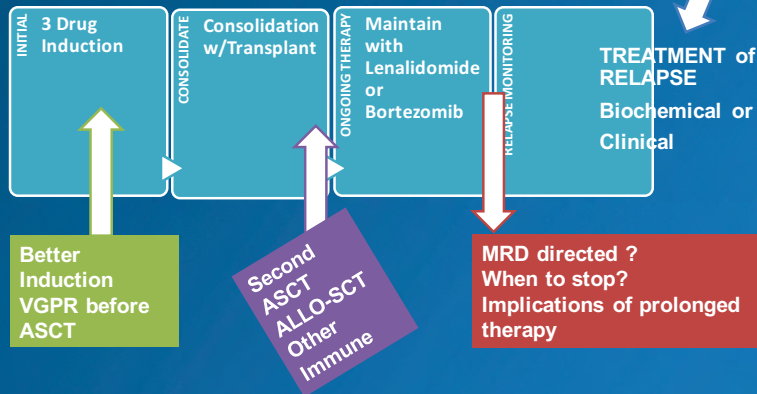 INITIAL
3 Drug
Induction
CONSOLIDATE
Consolidation
w/Transplant
ONGOING THERAPY
Maintain
with
Lenalidomide
or
Bortezomib
RELAPSE MONITORING
TREATMENT of
RELAPSE
Biochemical or
Clinical
Better
Induction
VGPR before
ASCT
Second
ASCT
ALLO-SCT
Other
Immune
MRD directed ?
When to stop?
Implications of prolonged
therapy